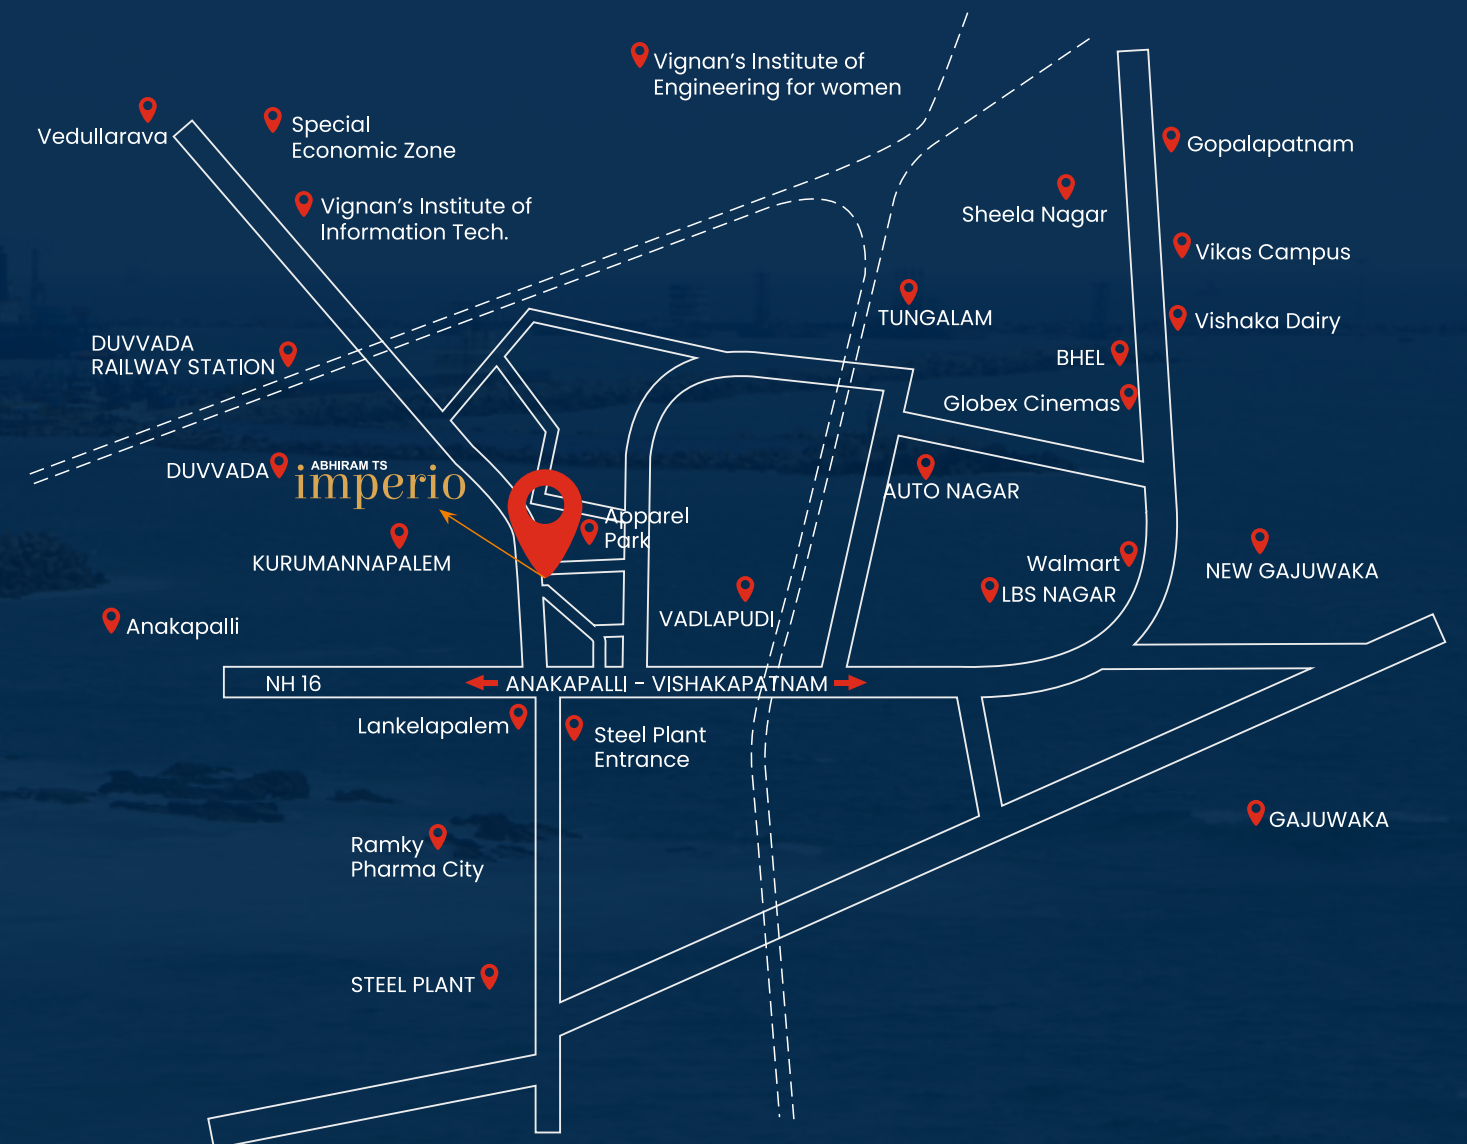 Vignan's Institute of
Engineering for women
Vedullarava
Special
Economic Zone
Gopalapatnam
Vignan's Institute of
Information Tech.
Sheela Nagar
Vikas Campus
TUNGALAM
Vishaka Dairy
DUVVADA
RAILWAY STATION
BHEL
Globex Cinemas
DUVVADA
ABHIRAM TS
imperio
AUTO NAGAR
Apparel
Park
KURUMANNAPALEM
Walmart
NEW GAJUWAKA
LBS NAGAR
VADLAPUDI
Anakapalli
NH 16
ANAKAPALLI - VISHAKAPATNAM
Lankelapalem
Steel Plant
Entrance
GAJUWAKA
Ramky
Pharma City
STEEL PLANT